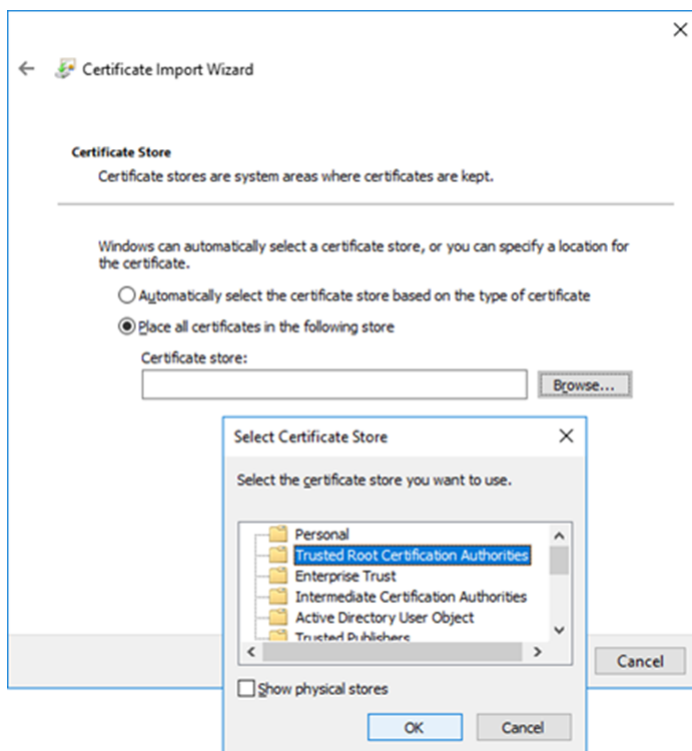 Certificate Import Wizard
Certificate Store
Certificate stores are system areas where certificates are kept.
Windows can automatically select a certificate store, or you can specify a location for
the certificate.
Automatically select the certificate store based on the type of certificate
Place all certificates in the following store
Certificate store:
Browse...
Select Certificate Store
Select the certificate store you want to use.
Personal
Trusted Root Certification Authorities
Enterprise Trust
Intermediate Certification Authorities
Active Directory User Object
Trusted Publishers
Cancel
Show physical stores
OK
Cancel